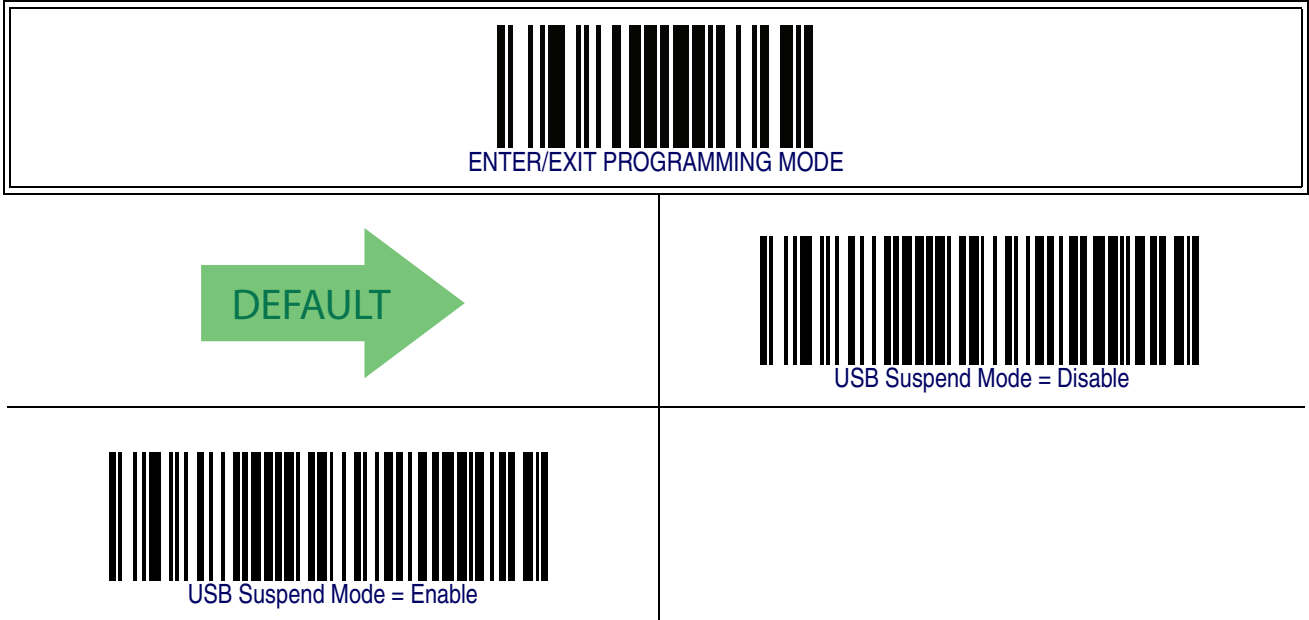 ENTER/EXIT PROGRAMMING MODE
DEFAULT
USB Suspend Mode = Disable
USB Suspend Mode = Enable